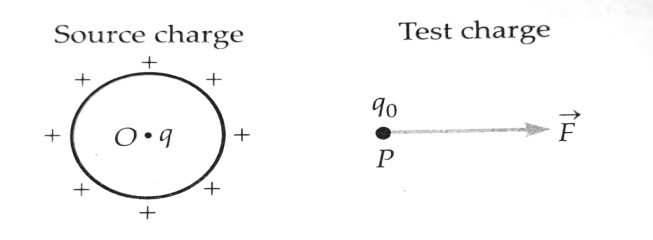 Source charge
Test charge
+
+
+
q₀
+
O • q
+
F⃗
P
+
+
+